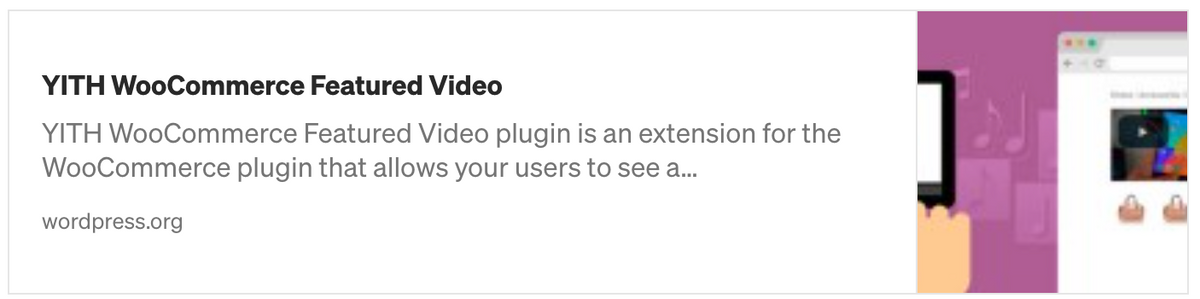 YITH WooCommerce Featured Video
YITH WooCommerce Featured Video plugin is an extension for the
WooCommerce plugin that allows your users to see a...
wordpress.org